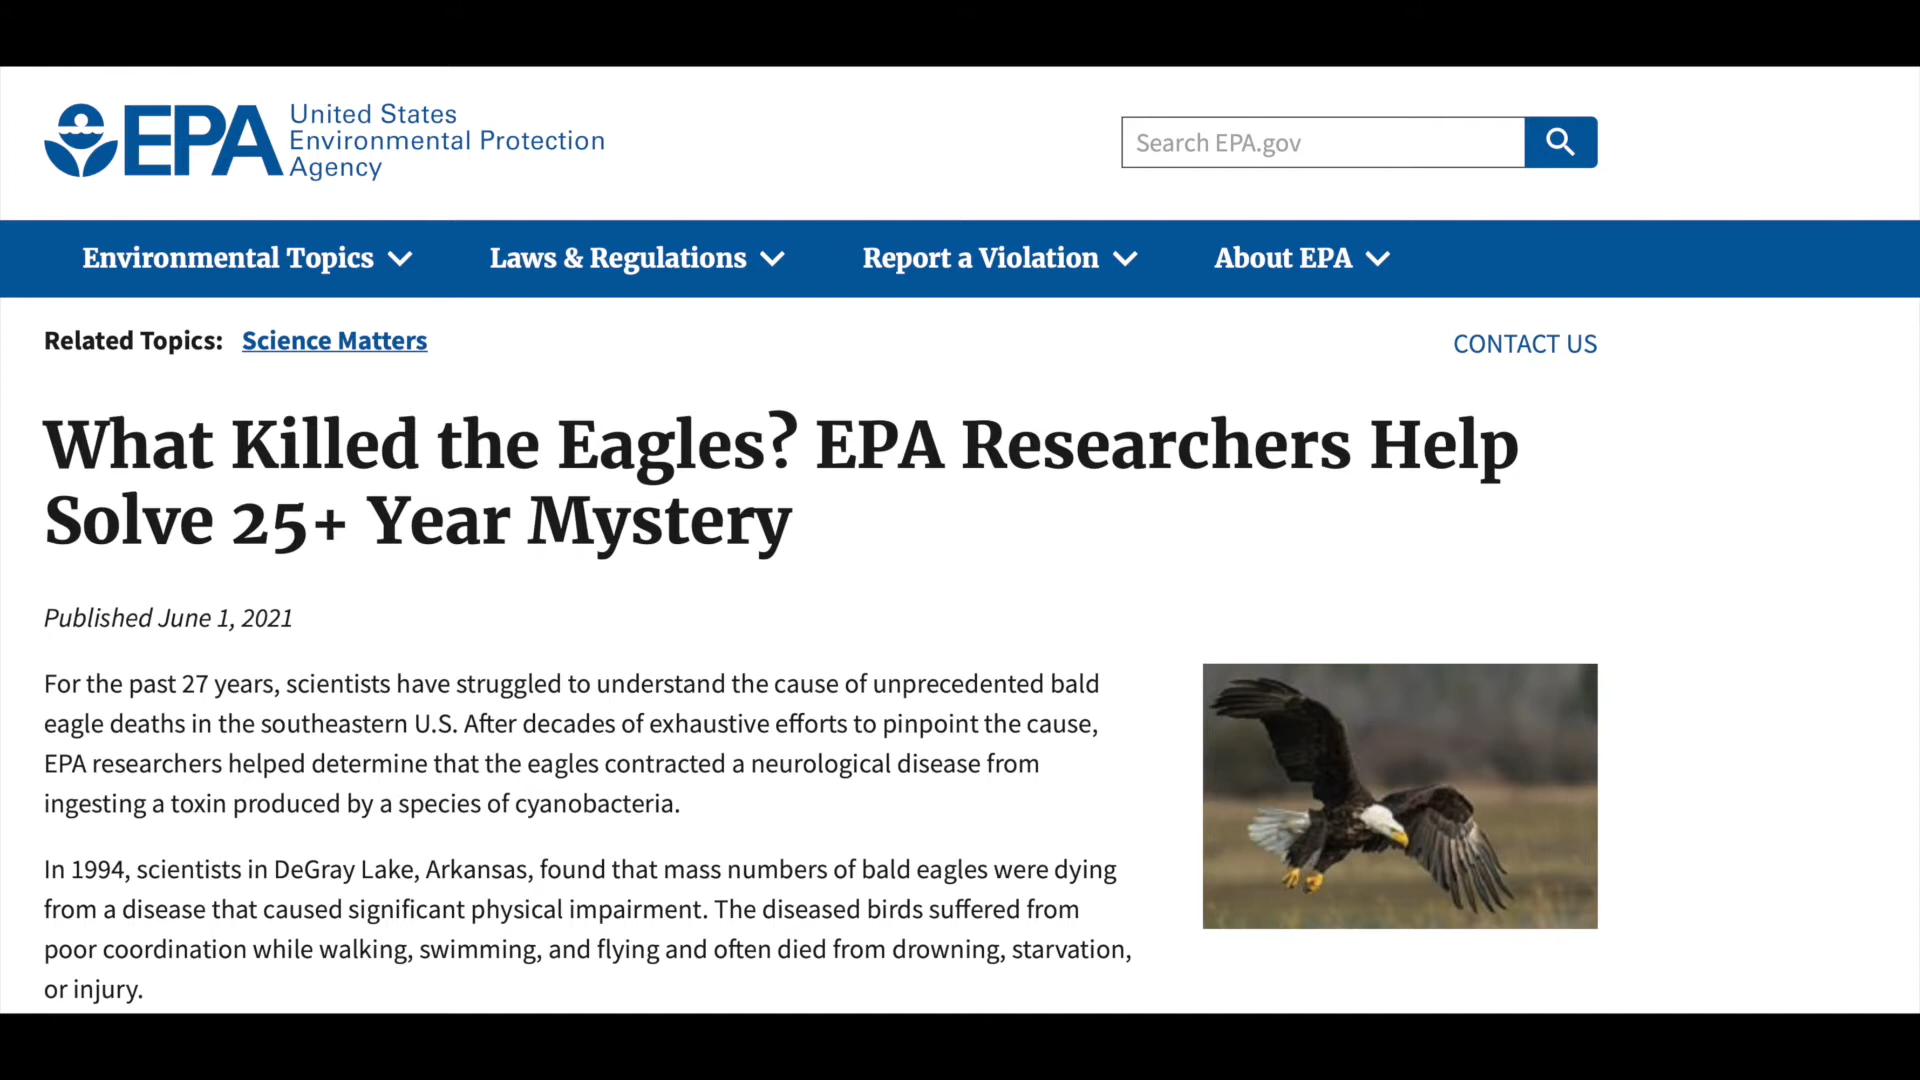 EPA United States
Environmental Protection
Agency
Search EPA.gov
Environmental Topics
Laws & Regulations
Report a Violation
About EPA
Related Topics: Science Matters
CONTACT US
What Killed the Eagles? EPA Researchers Help
Solve 25+ Year Mystery
Published June 1, 2021
For the past 27 years, scientists have struggled to understand the cause of unprecedented bald
eagle deaths in the southeastern U.S. After decades of exhaustive efforts to pinpoint the cause,
EPA researchers helped determine that the eagles contracted a neurological disease from
ingesting a toxin produced by a species of cyanobacteria.
In 1994, scientists in DeGray Lake, Arkansas, found that mass numbers of bald eagles were dying
from a disease that caused significant physical impairment. The diseased birds suffered from
poor coordination while walking, swimming, and flying and often died from drowning, starvation,
or injury.